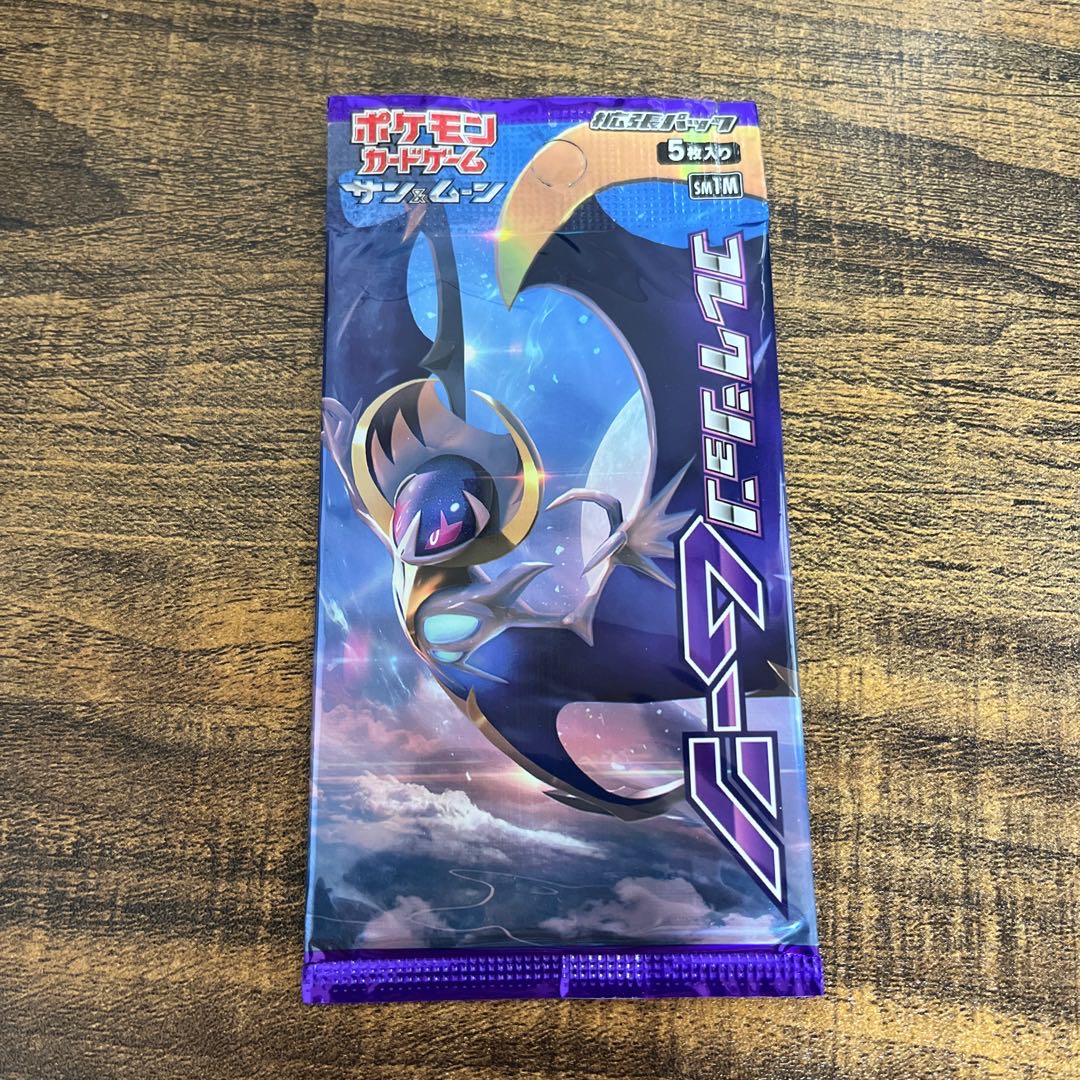 ポケモン
カードゲーム
サン&ムーン
拡張パック
5枚入り
SM1M
コレクション
ムーン